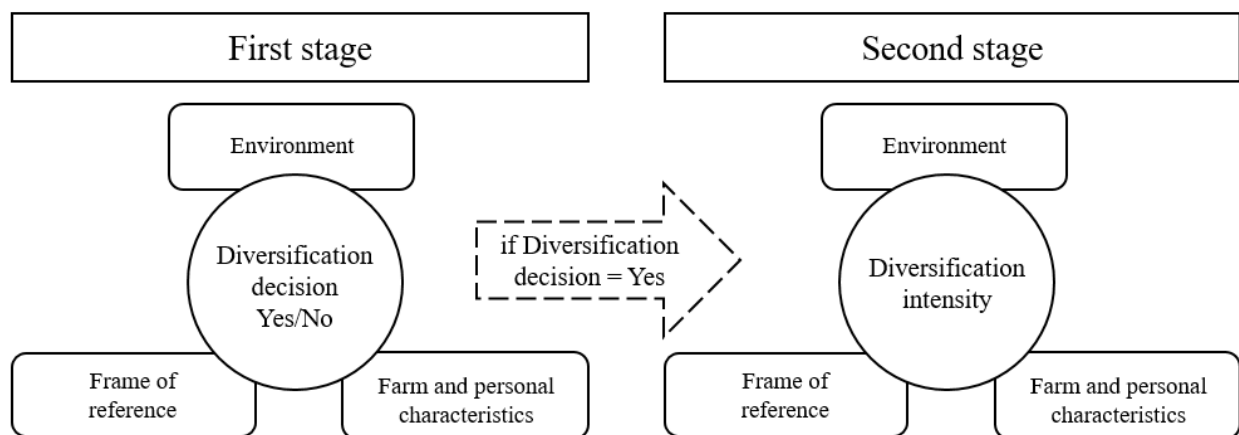 First stage
Second stage
Environment
Diversification
decision
Yes/No
Frame of
reference
Farm and personal
characteristics
if Diversification
decision = Yes
Environment
Diversification
intensity
Frame of
reference
Farm and personal
characteristics